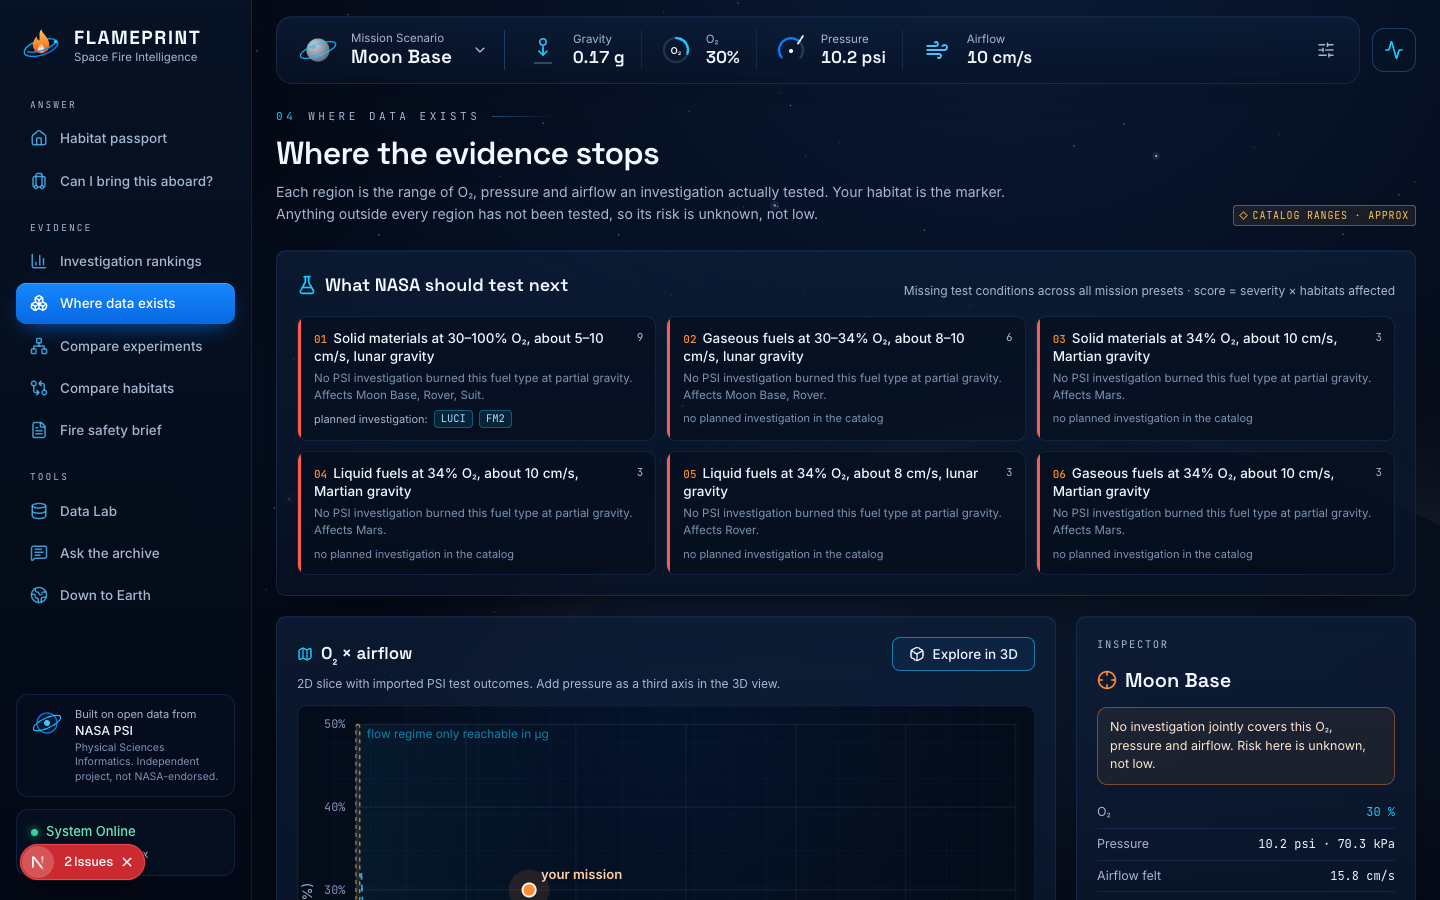 FLAMEPRINT
Space Fire Intelligence
ANSWER
Habitat passport
Can I bring this aboard?
EVIDENCE
Investigation rankings
Where data exists
Compare experiments
Compare habitats
Fire safety brief
TOOLS
Data Lab
Ask the archive
Down to Earth
Built on open data from
NASA PSI
Physical Sciences
Informatics. Independent
project, not NASA-endorsed.
System Online
2 Issues
Mission Scenario
Moon Base
Gravity
0.17 g
O₂
O₂
30%
Pressure
10.2 psi
Airflow
10 cm/s
04 WHERE DATA EXISTS
Where the evidence stops
Each region is the range of O₂, pressure and airflow an investigation actually tested. Your habitat is the marker.
Anything outside every region has not been tested, so its risk is unknown, not low.
CATALOG RANGES · APPROX
What NASA should test next
Missing test conditions across all mission presets · score = severity × habitats affected
01 Solid materials at 30–100% O₂, about 5–10 9
cm/s, lunar gravity
No PSI investigation burned this fuel type at partial gravity.
Affects Moon Base, Rover, Suit.
planned investigation: LUCI FM2
02 Gaseous fuels at 30–34% O₂, about 8–10 6
cm/s, lunar gravity
No PSI investigation burned this fuel type at partial gravity.
Affects Moon Base, Rover.
no planned investigation in the catalog
03 Solid materials at 34% O₂, about 10 cm/s, 3
Martian gravity
No PSI investigation burned this fuel type at partial gravity.
Affects Mars.
no planned investigation in the catalog
04 Liquid fuels at 34% O₂, about 10 cm/s, 3
Martian gravity
No PSI investigation burned this fuel type at partial gravity.
Affects Mars.
no planned investigation in the catalog
05 Liquid fuels at 34% O₂, about 8 cm/s, lunar 3
gravity
No PSI investigation burned this fuel type at partial gravity.
Affects Rover.
no planned investigation in the catalog
06 Gaseous fuels at 34% O₂, about 10 cm/s, 3
Martian gravity
No PSI investigation burned this fuel type at partial gravity.
Affects Mars.
no planned investigation in the catalog
O₂ × airflow
Explore in 3D
2D slice with imported PSI test outcomes. Add pressure as a third axis in the 3D view.
50%
flow regime only reachable in µg
40%
your mission
30%
%)
INSPECTOR
Moon Base
No investigation jointly covers this O₂,
pressure and airflow. Risk here is unknown,
not low.
O₂ 30 %
Pressure 10.2 psi · 70.3 kPa
Airflow felt 15.8 cm/s